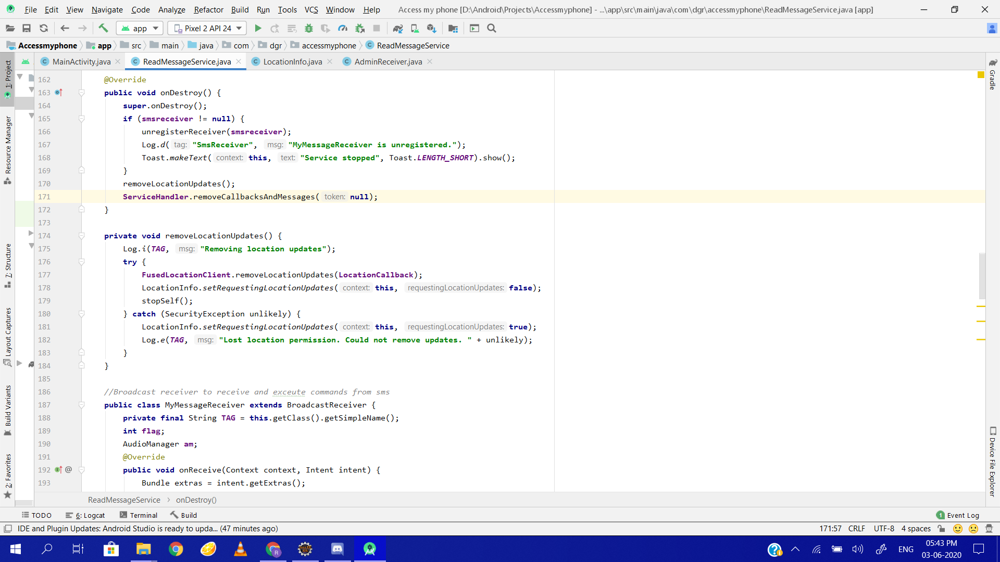 File Edit View Navigate Code Analyze Refactor Build Run Tools VCS Window Help Access my phone [D:\Android\Projects\Accessmyphone] - ...\app\src\main\java\com\dgr\accessmyphone\ReadMessageService.java [app]
app Pixel 2 API 24
Accessmyphone app src main java com dgr accessmyphone ReadMessageService
MainActivity.java ReadMessageService.java LocationInfo.java AdminReceiver.java
162 @Override
163 public void onDestroy() {
164 super.onDestroy();
165 if (smsreceiver != null) {
166 unregisterReceiver(smsreceiver);
167 Log.d( tag: "SmsReceiver", msg: "MyMessageReceiver is unregistered.");
168 Toast.makeText( context: this, text: "Service stopped", Toast.LENGTH_SHORT).show();
169 }
170 removeLocationUpdates();
171 ServiceHandler.removeCallbacksAndMessages( token: null);
172 }
173
174 private void removeLocationUpdates() {
175 Log.i(TAG, msg: "Removing location updates");
176 try {
177 FusedLocationClient.removeLocationUpdates(LocationCallback);
178 LocationInfo.setRequestingLocationUpdates( context: this, requestingLocationUpdates: false);
179 stopSelf();
180 } catch (SecurityException unlikely) {
181 LocationInfo.setRequestingLocationUpdates( context: this, requestingLocationUpdates: true);
182 Log.e(TAG, msg: "Lost location permission. Could not remove updates. " + unlikely);
183 }
184 }
185
186 //Broadcast receiver to receive and exceute commands from sms
187 public class MyMessageReceiver extends BroadcastReceiver {
188 private final String TAG = this.getClass().getSimpleName();
189 int flag;
190 AudioManager am;
191 @Override
192 @ public void onReceive(Context context, Intent intent) {
193 Bundle extras = intent.getExtras();
ReadMessageService onDestroy()
1: Project
Resource Manager
7: Structure
Layout Captures
Build Variants
2: Favorites
Gradle
Device File Explorer
TODO 6: Logcat Terminal Build 1 Event Log
IDE and Plugin Updates: Android Studio is ready to upda... (47 minutes ago) 171:57 CRLF UTF-8 4 spaces
ENG 05:43 PM
03-06-2020